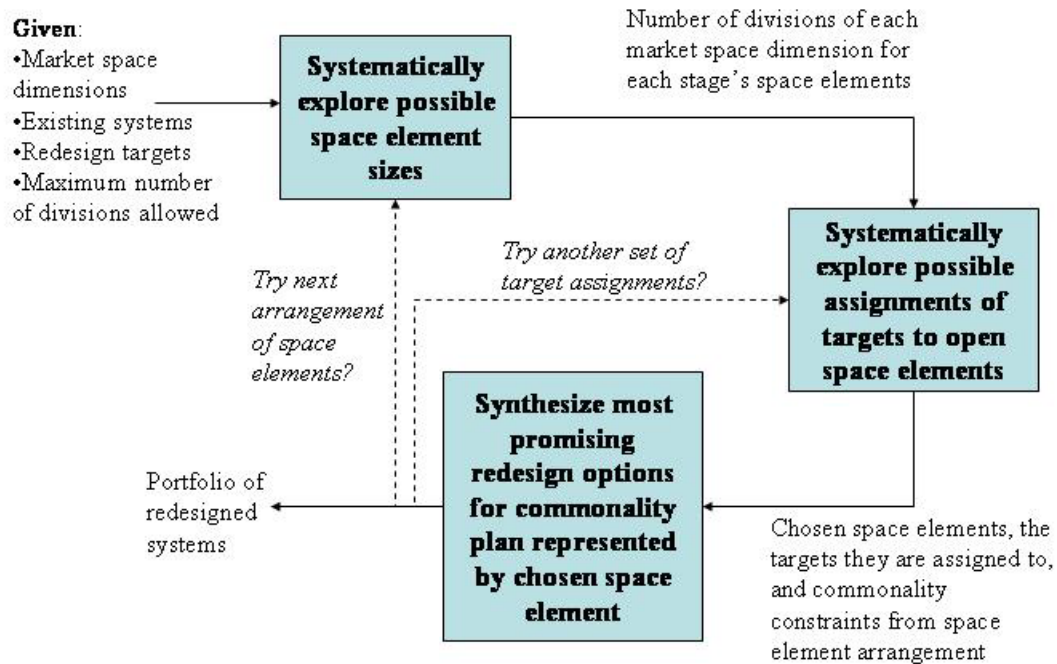 Given:
•Market space
dimensions
•Existing systems
•Redesign targets
•Maximum number
of divisions allowed
Systematically
explore possible
space element
sizes
Number of divisions of each
market space dimension for
each stage’s space elements
Systematically
explore possible
assignments of
targets to open
space elements
Try another set of
target assignments?
Try next
arrangement
of space
elements?
Synthesize most
promising
redesign options
for commonality
plan represented
by chosen space
element
Portfolio of
redesigned
systems
Chosen space elements, the
targets they are assigned to,
and commonality
constraints from space
element arrangement